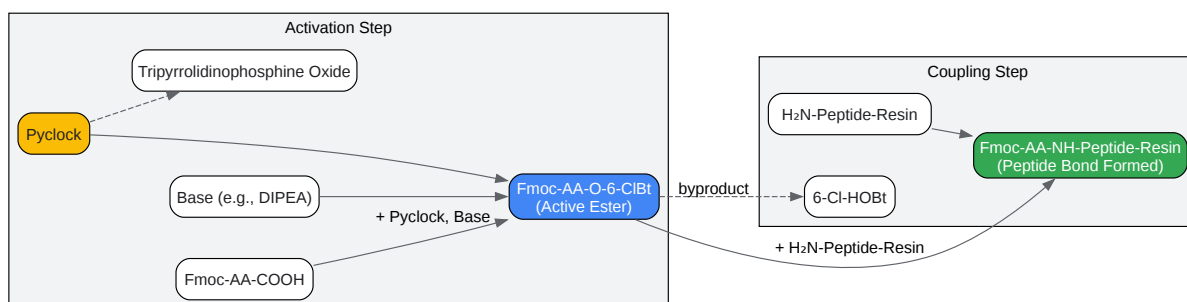 Activation Step
Tripyrrolidinophosphine Oxide
Pyclock
Base (e.g., DIPEA)
+ Pyclock, Base
Fmoc-AA-COOH
Fmoc-AA-O-6-ClBt
(Active Ester)
byproduct
Coupling Step
H₂N-Peptide-Resin
Fmoc-AA-NH-Peptide-Resin
(Peptide Bond Formed)
6-Cl-HOBt
+ H₂N-Peptide-Resin